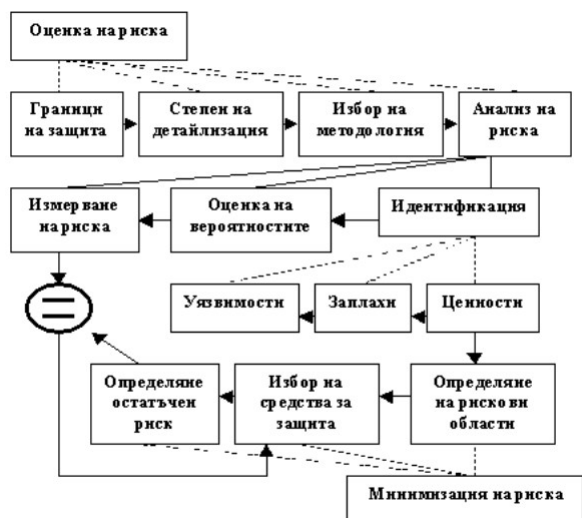 Оценка на риска
Граници
на защита
Степен на
детайлизация
Избор на
методология
Анализ на
риска
Измерване
на риска
Оценка на
вероятностите
Идентификация
Уязвимости
Заплахи
Ценности
Определяне
остатъчен
риск
Избор на
средства за
защита
Определяне
на рискови
области
Минимизация на риска